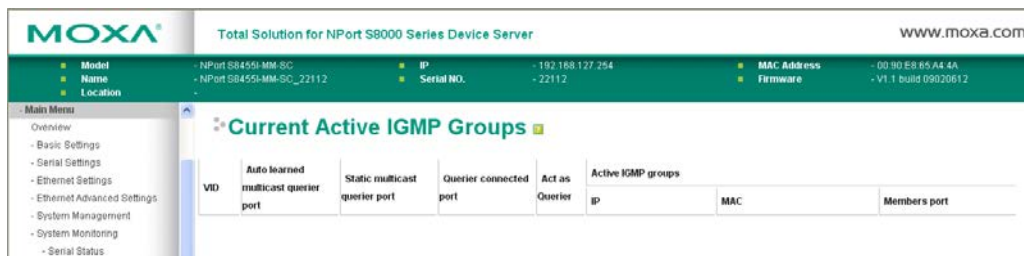 MOXA
Total Solution for NPort S8000 Series Device Server
www.moxa.com
Model - NPort S8455I-MM-SC IP - 192.168.127.254 MAC Address - 00:90:E8:65:A4:4A
Name - NPort S8455I-MM-SC_22112 Serial NO. - 22112 Firmware - V1.1 build 09020612
Location -
- Main Menu
Overview
- Basic Settings
- Serial Settings
- Ethernet Settings
- Ethernet Advanced Settings
- System Management
- System Monitoring
- Serial Status
Current Active IGMP Groups
VID
Auto learned
multicast querier
port
Static multicast
querier port
Querier connected
port
Act as
Querier
Active IGMP groups
IP MAC Members port